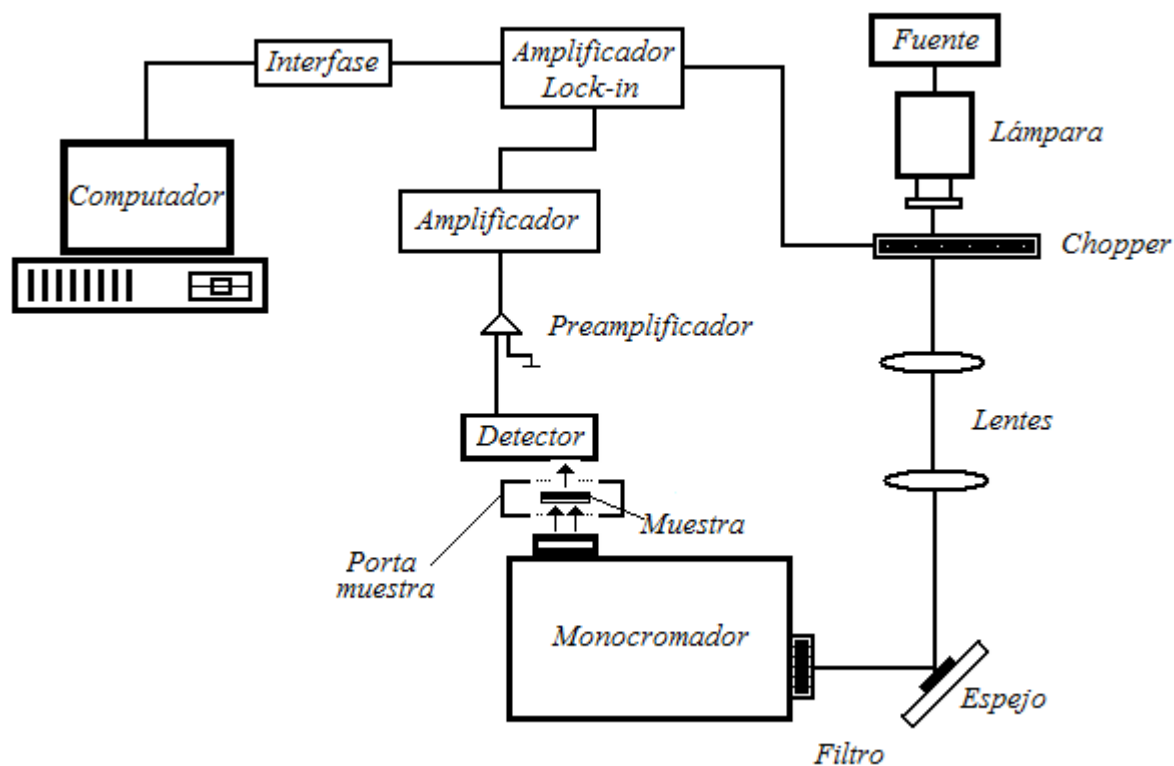 Fuente
Amplificador
Lock-in
Interfase
Lámpara
Computador
Amplificador
Chopper
Preamplificador
Lentes
Detector
Muestra
Porta
muestra
Monocromador
Espejo
Filtro